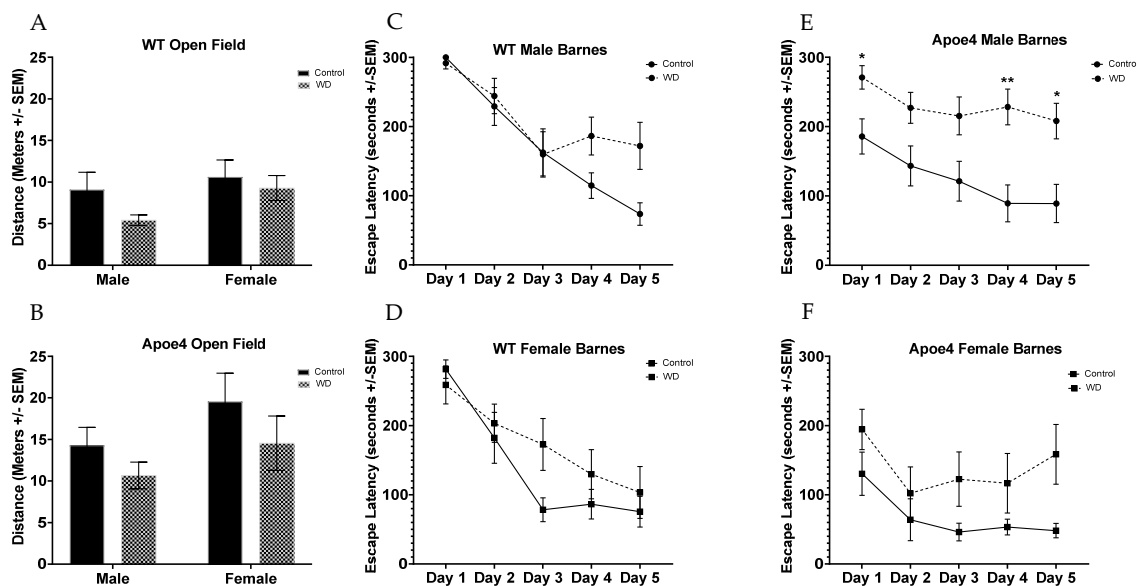 A
WT Open Field
Distance (Meters +/- SEM)
25
20
15
10
5
0
Male
Female
Control
WD
B
Apoe4 Open Field
Distance (Meters +/- SEM)
25
20
15
10
5
0
Male
Female
Control
WD
C
WT Male Barnes
Escape Latency (seconds +/-SEM)
300
200
100
0
Day 1 Day 2 Day 3 Day 4 Day 5
Control
WD
D
WT Female Barnes
Escape Latency (seconds +/-SEM)
300
200
100
0
Day 1 Day 2 Day 3 Day 4 Day 5
Control
WD
E
Apoe4 Male Barnes
Escape Latency (seconds +/-SEM)
300
200
100
0
* ** *
Day 1 Day 2 Day 3 Day 4 Day 5
Contro
WD
F
Apoe4 Female Barnes
Escape Latency (seconds +/-SEM)
300
200
100
0
Day 1 Day 2 Day 3 Day 4 Day 5
Control
WD